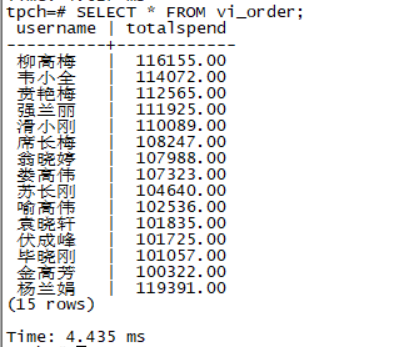 tpch=# SELECT * FROM vi_order;
username | totalspend
----------+------------
柳高梅 | 116155.00
韦小全 | 114072.00
贵艳梅 | 112565.00
强兰丽 | 111925.00
滑小刚 | 110089.00
席长梅 | 108247.00
翁晓婷 | 107988.00
娄高伟 | 107323.00
苏长刚 | 104640.00
喻高伟 | 102536.00
袁晓轩 | 101835.00
伏成峰 | 101725.00
毕晓刚 | 101057.00
金高芳 | 100322.00
杨兰娟 | 119391.00
(15 rows)
Time: 4.435 ms